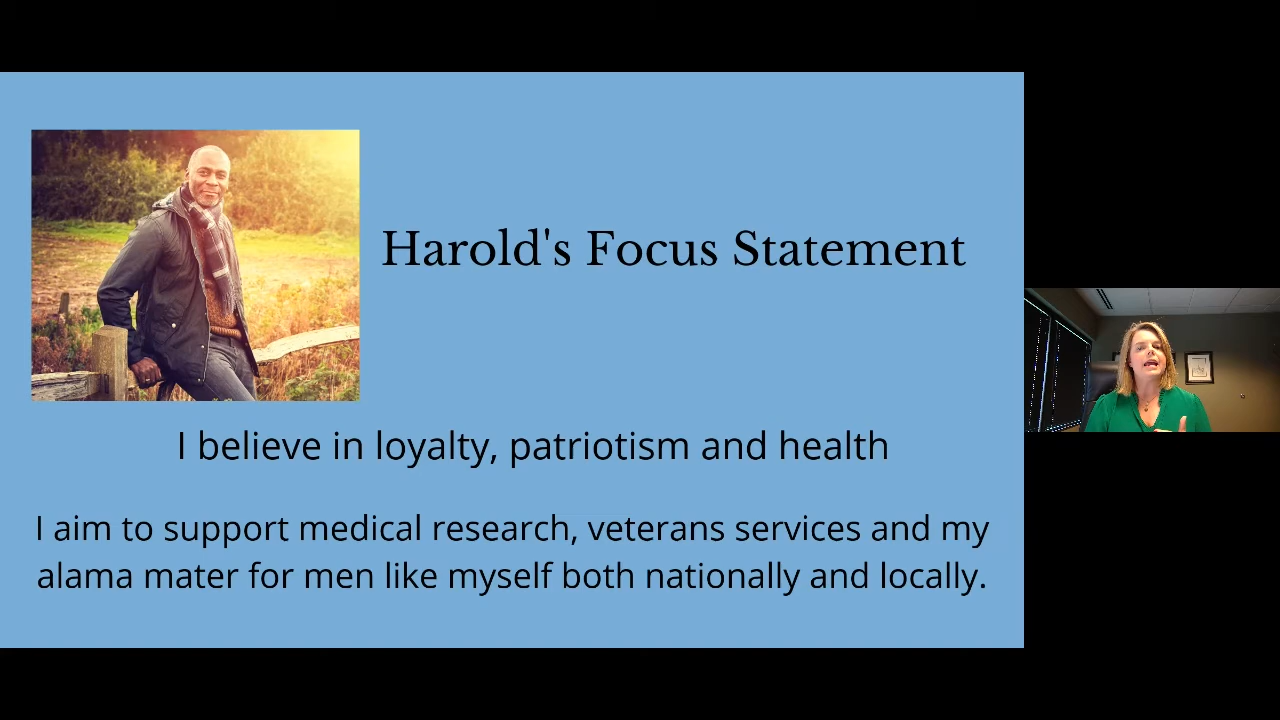 Harold's Focus Statement
I believe in loyalty, patriotism and health
I aim to support medical research, veterans services and my
alama mater for men like myself both nationally and locally.